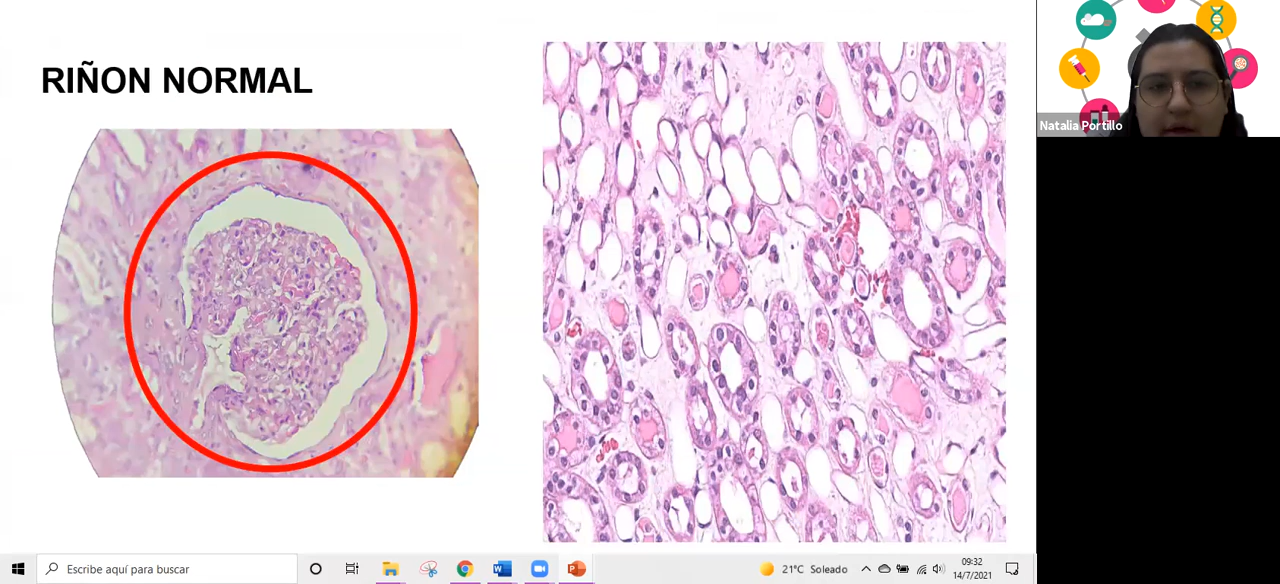 RIÑON NORMAL
Natalia Portillo
Escribe aquí para buscar
21°C Soleado
09:32
14/7/2021